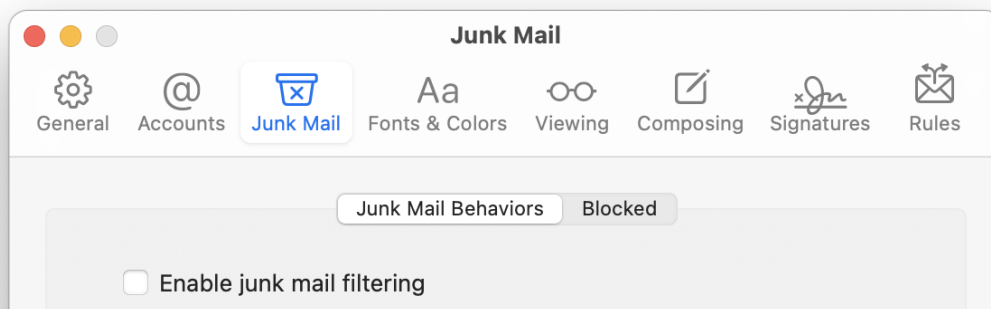 Junk Mail
General Accounts Junk Mail Fonts & Colors Viewing Composing Signatures Rules
Junk Mail Behaviors Blocked
Enable junk mail filtering